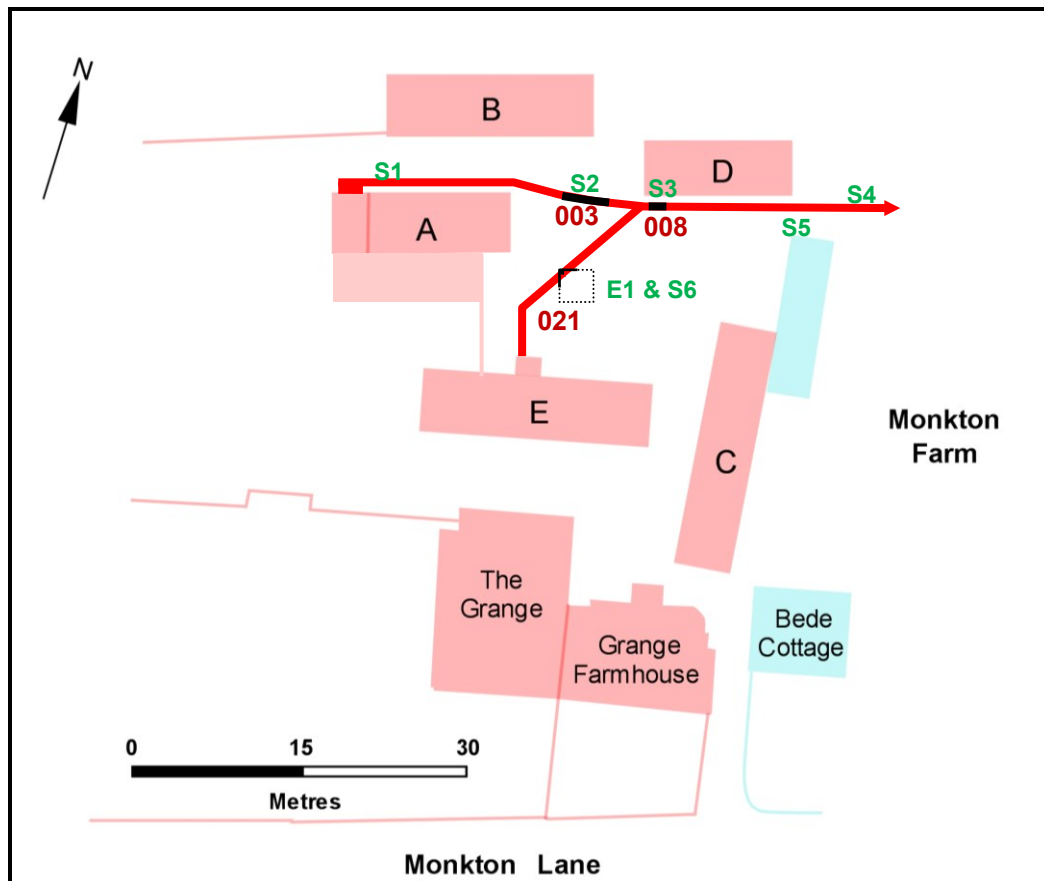 N
B
S1
S2
S3
D
S4
A
003
008
S5
E1 & S6
021
E
C
Monkton
Farm
The
Grange
Grange
Farmhouse
Bede
Cottage
0
15
30
Metres
Monkton Lane